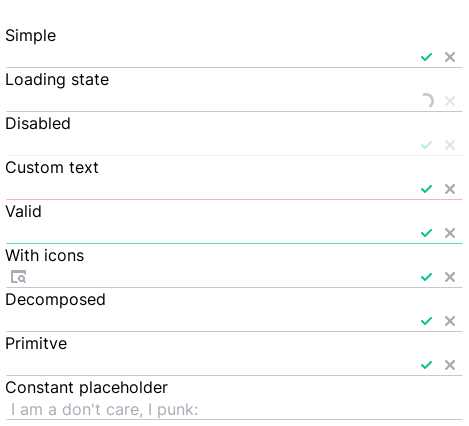 Simple
Loading state
Disabled
Custom text
Valid
With icons
Decomposed
Primitve
Constant placeholder
I am a don't care, I punk: